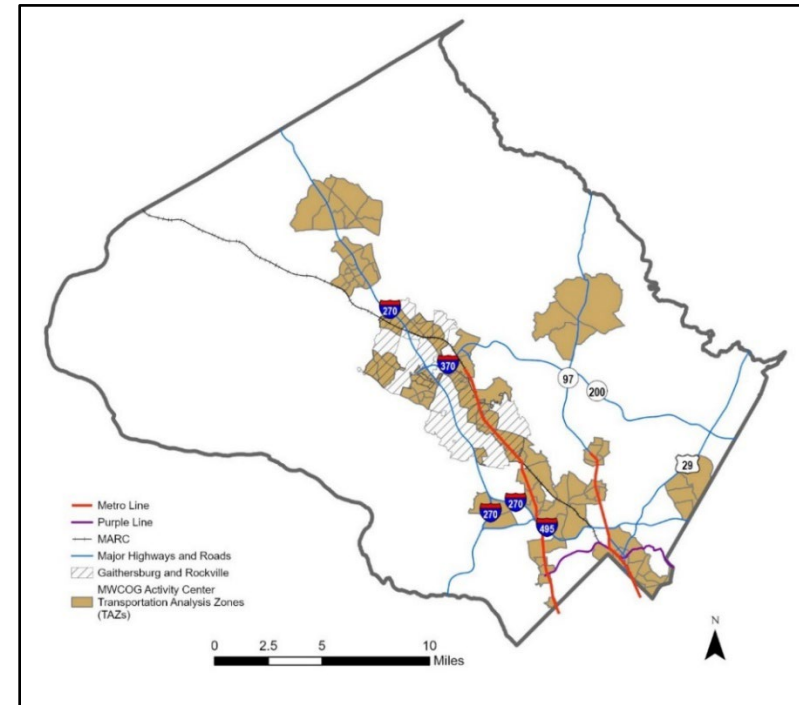 270
370
97
200
29
270
270
495
Metro Line
Purple Line
MARC
Major Highways and Roads
Gaithersburg and Rockville
MWCOG Activity Center
Transportation Analysis Zones
(TAZs)
N
0 2.5 5 10
Miles